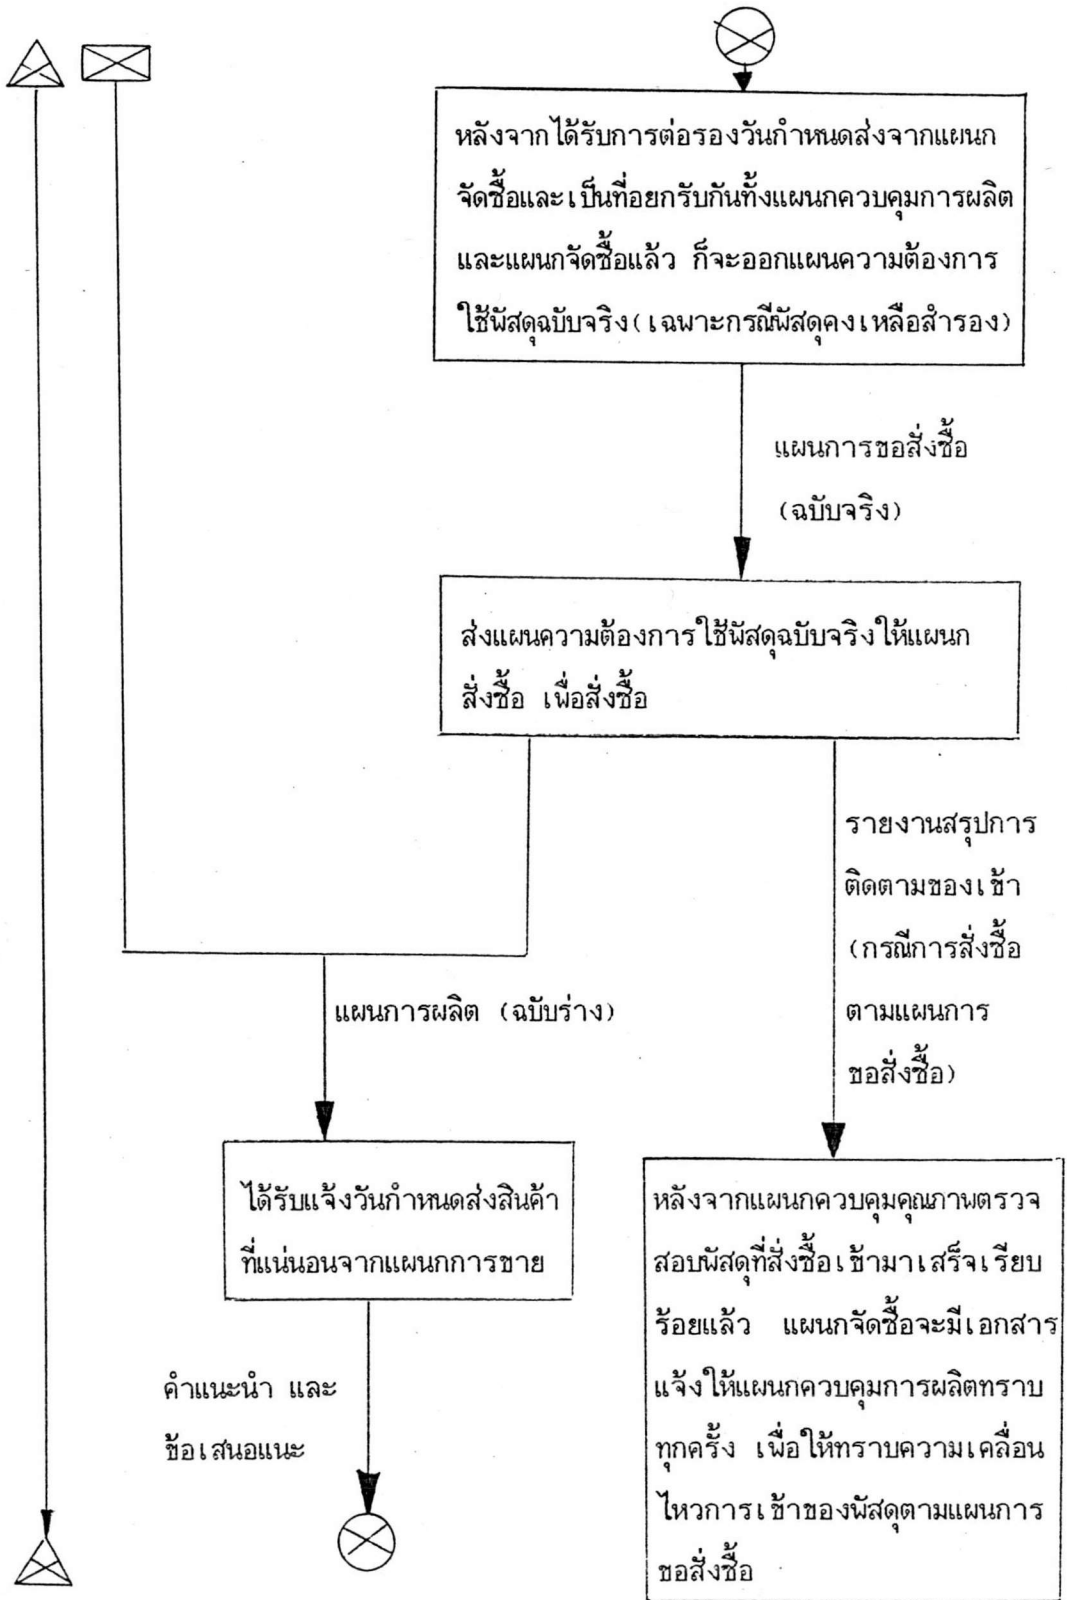 หลังจากได้รับการต่อรองวันกำหนดส่งจากแผนก
จัดซื้อและเป็นที่อยกรับกันทั้งแผนกควบคุมการผลิต
และแผนกจัดซื้อแล้ว ก็จะออกแผนความต้องการ
ใช้พัสดุฉบับจริง(เฉพาะกรณีพัสดุคงเหลือสำรอง)
แผนการขอสั่งซื้อ
(ฉบับจริง)
ส่งแผนความต้องการใช้พัสดุฉบับจริงให้แผนก
สั่งซื้อ เพื่อสั่งซื้อ
รายงานสรุปการ
ติดตามของเข้า
(กรณีการสั่งซื้อ
ตามแผนการ
ขอสั่งซื้อ)
แผนการผลิต (ฉบับร่าง)
ได้รับแจ้งวันกำหนดส่งสินค้า
ที่แน่นอนจากแผนกการขาย
คำแนะนำ และ
ข้อเสนอแนะ
หลังจากแผนกควบคุมคุณภาพตรวจ
สอบพัสดุที่สั่งซื้อเข้ามาเสร็จเรียบ
ร้อยแล้ว แผนกจัดซื้อจะมีเอกสาร
แจ้งให้แผนกควบคุมการผลิตทราบ
ทุกครั้ง เพื่อให้ทราบความเคลื่อน
ไหวการเข้าของพัสดุตามแผนการ
ขอสั่งซื้อ